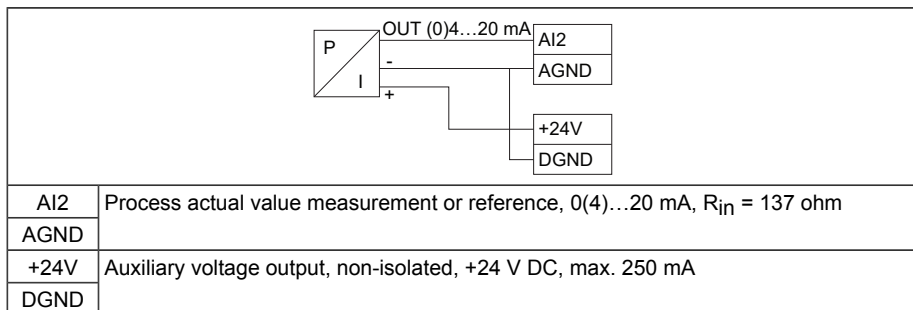 OUT (0)4…20 mA
P
I
-
+
AI2
AGND
+24V
DGND
AI2 Process actual value measurement or reference, 0(4)…20 mA, Rin = 137 ohm
AGND
+24V Auxiliary voltage output, non-isolated, +24 V DC, max. 250 mA
DGND